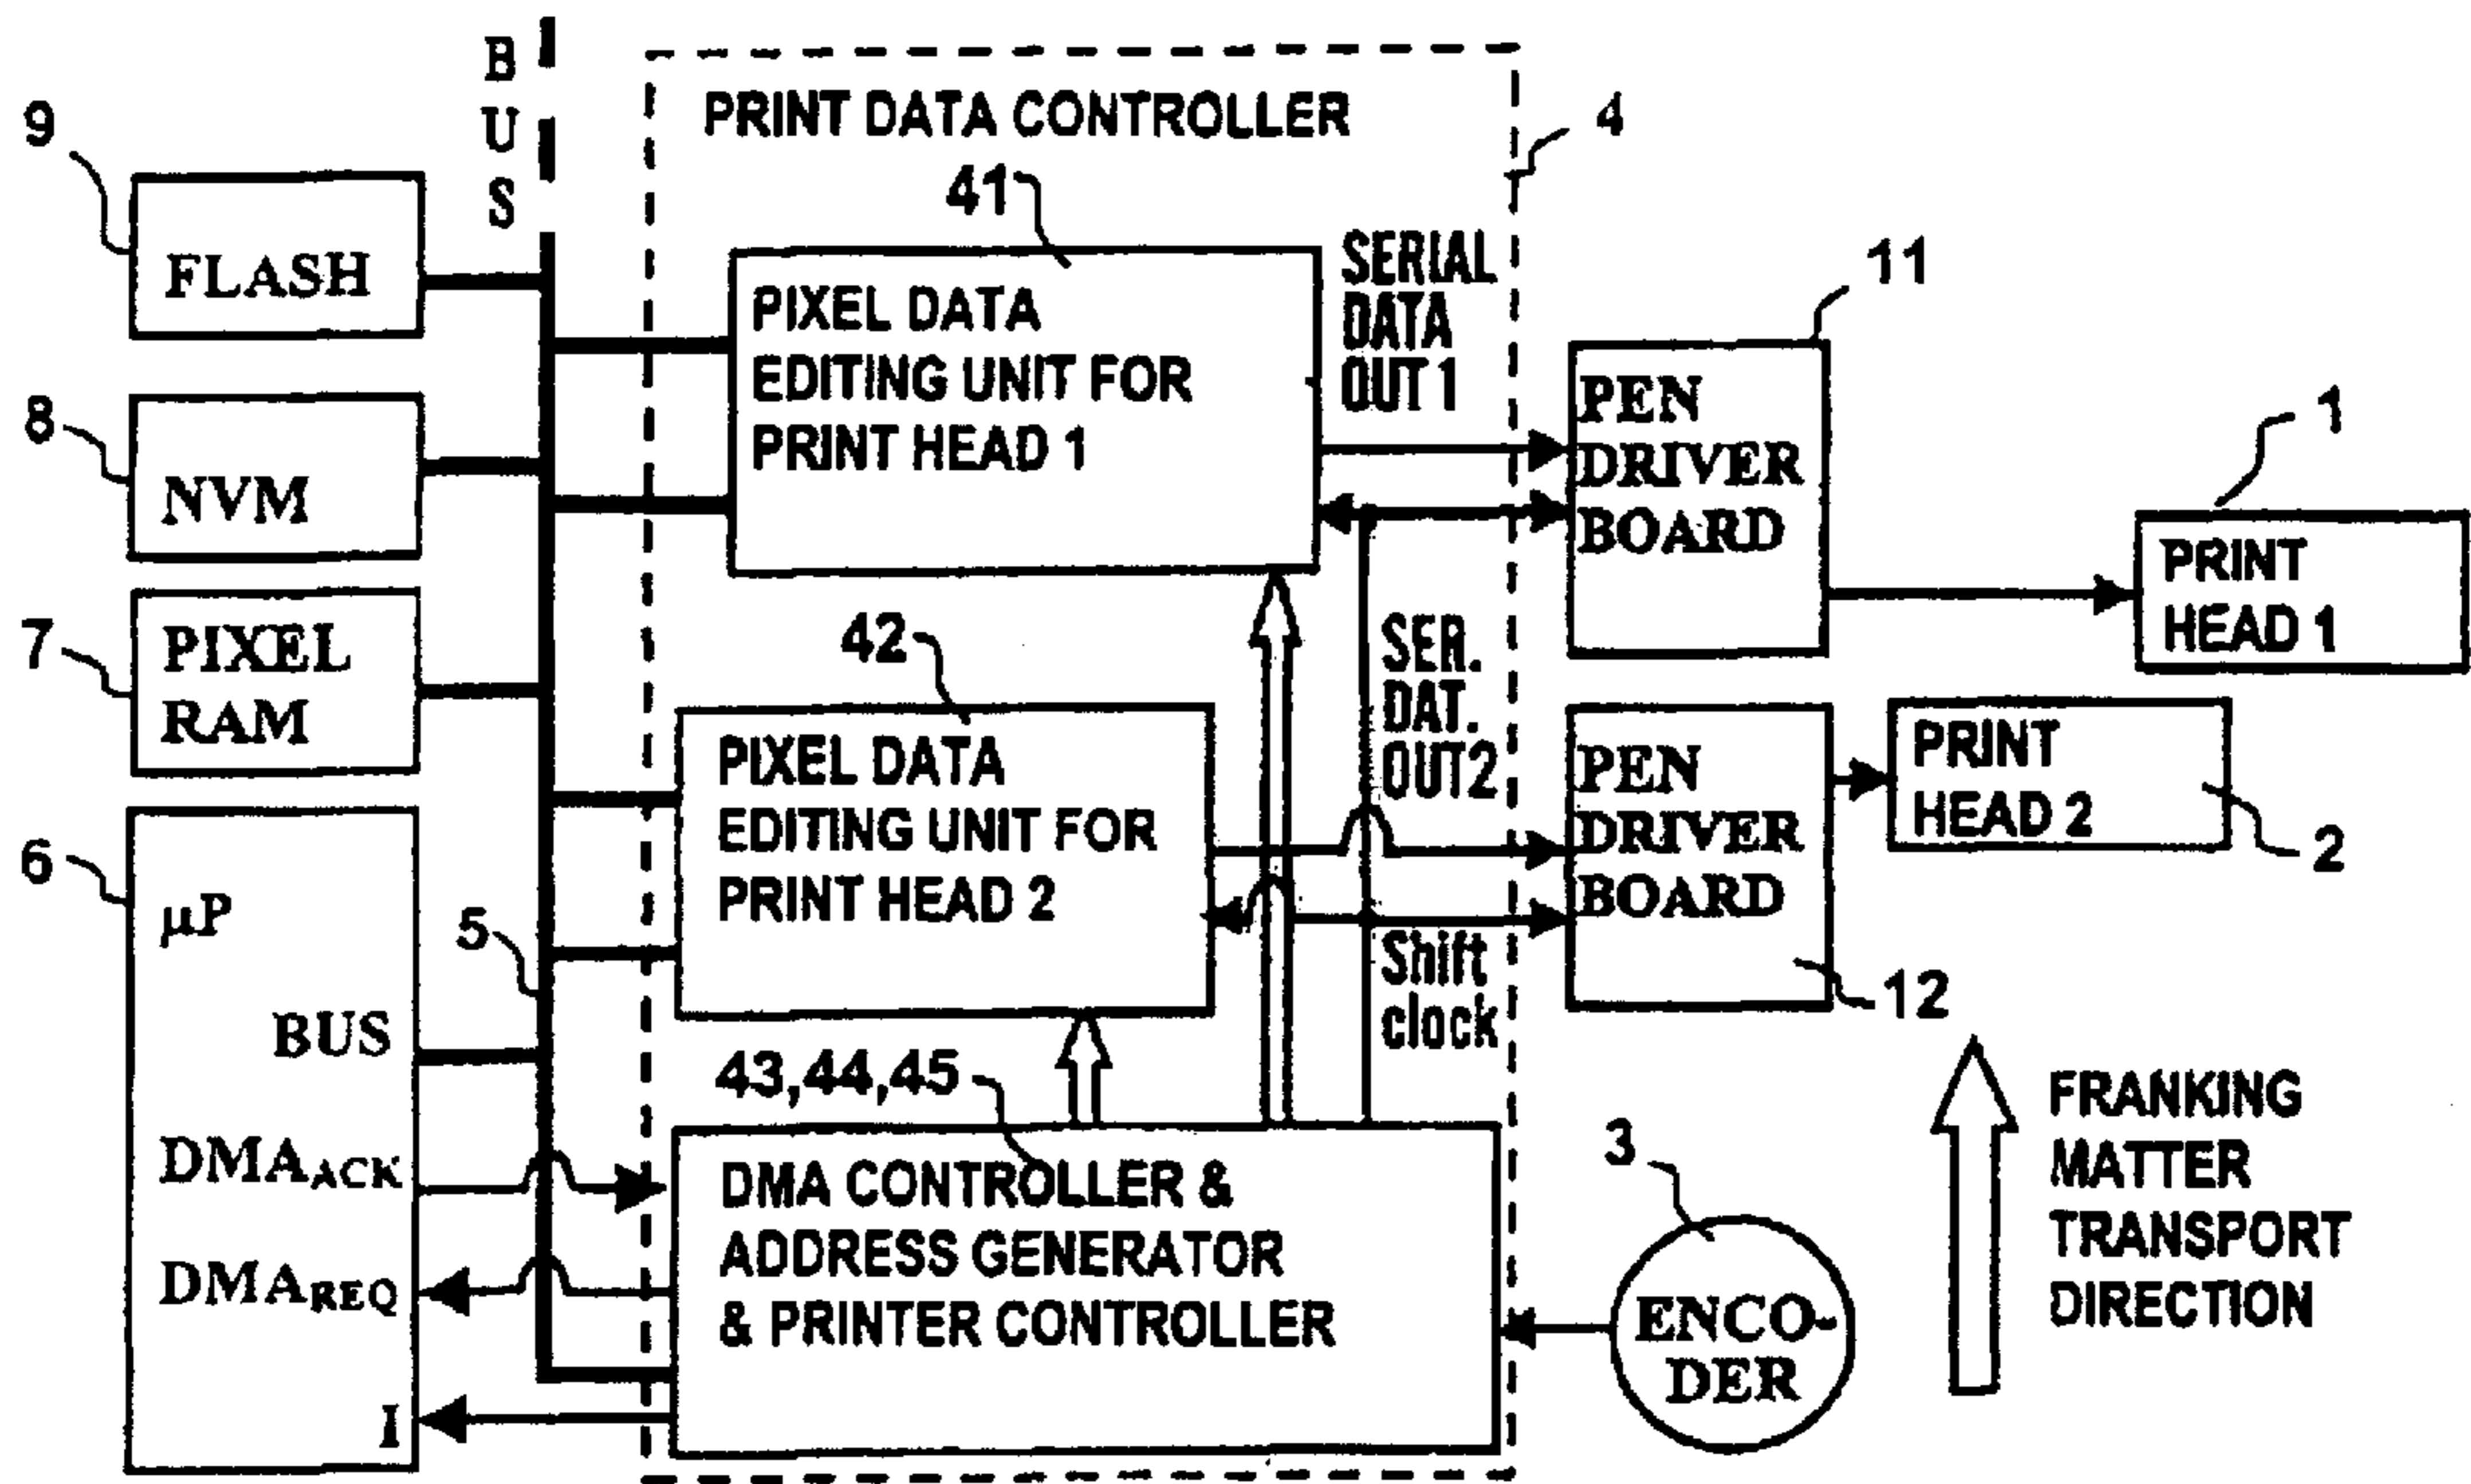 B
U
S
PRINT DATA CONTROLLER
4
9
FLASH
41
PIXEL DATA
EDITING UNIT FOR
PRINT HEAD 1
SERIAL
DATA
OUT 1
11
PEN
DRIVER
BOARD
1
PRINT
HEAD 1
8
NVM
7
PIXEL
RAM
42
PIXEL DATA
EDITING UNIT FOR
PRINT HEAD 2
SER.
DAT.
OUT2
PEN
DRIVER
BOARD
PRINT
HEAD 2
2
Shift
clock
12
6
µP
BUS
DMAACK
DMAREQ
I
5
43,44,45
DMA CONTROLLER &
ADDRESS GENERATOR
& PRINTER CONTROLLER
3
ENCO-
DER
FRANKING
MATTER
TRANSPORT
DIRECTION